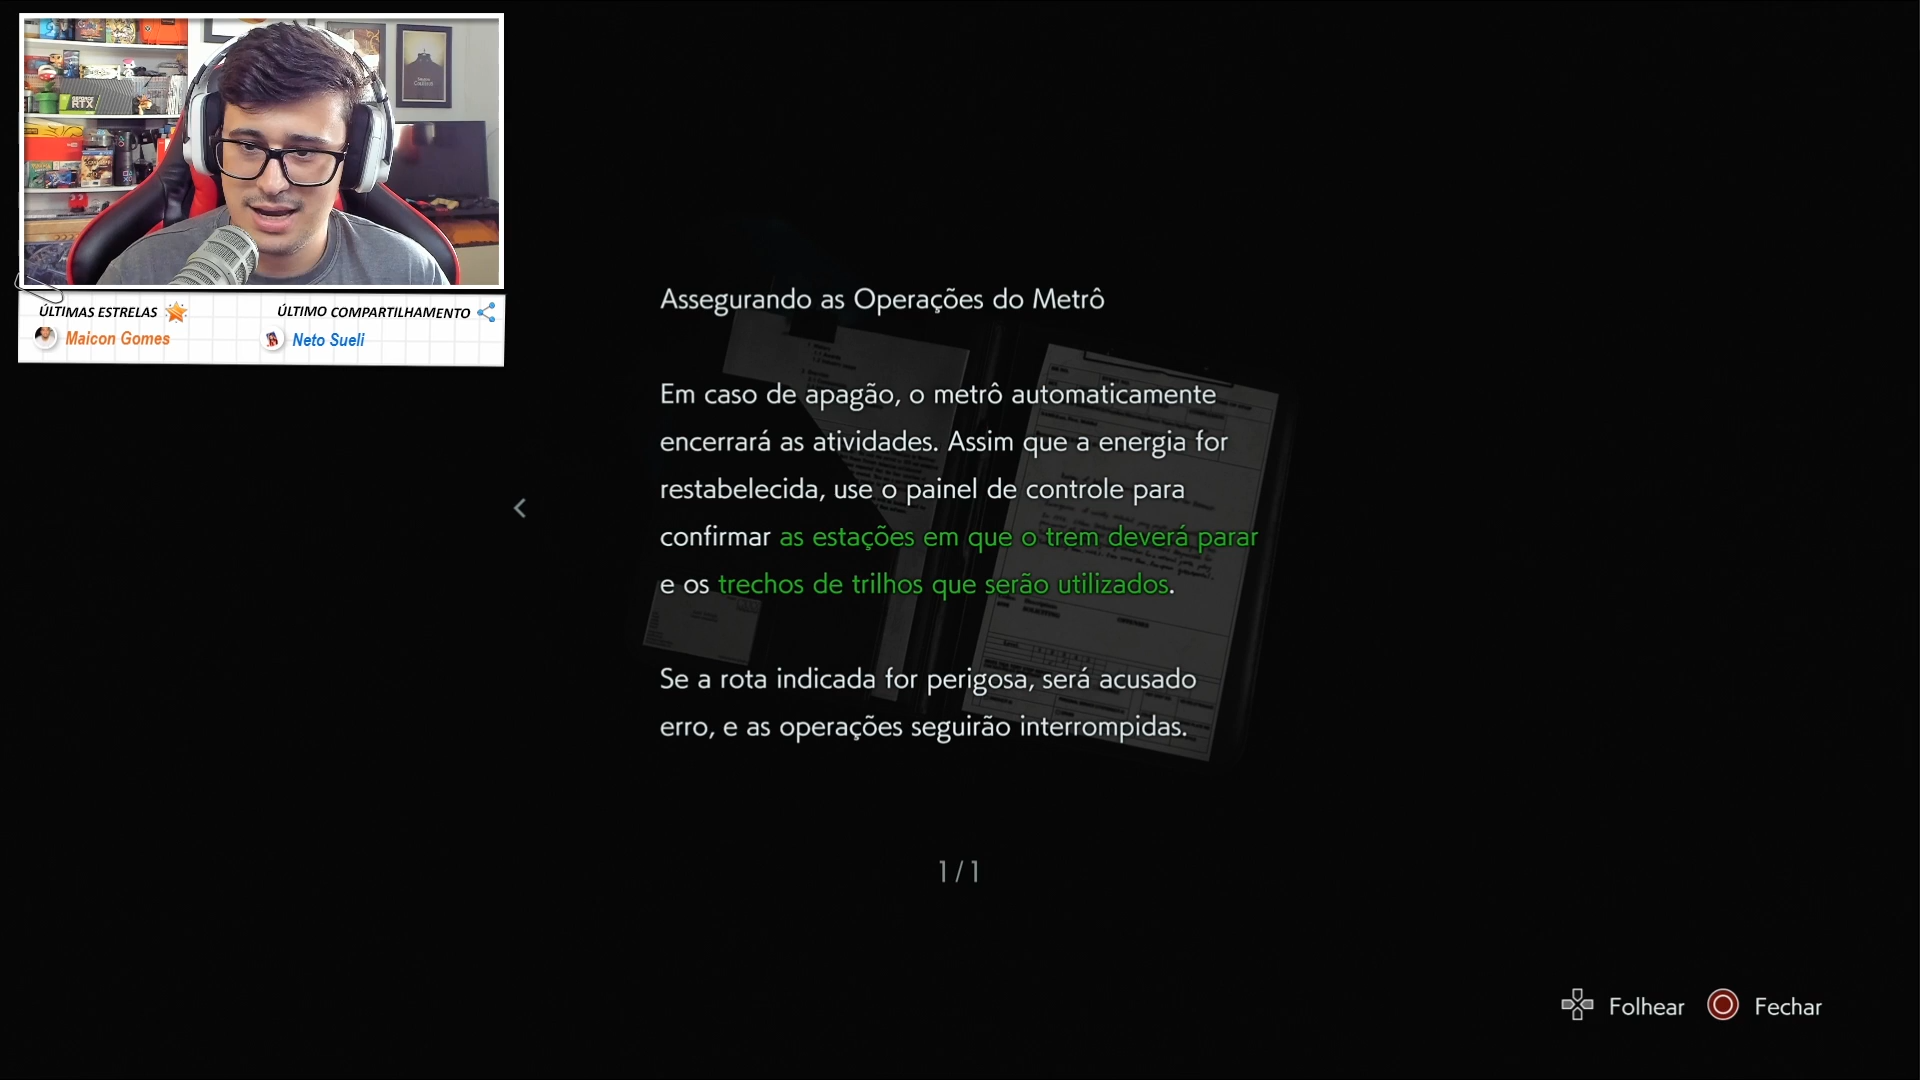 GEFORCE
RTX
ÚLTIMAS ESTRELAS
ÚLTIMO COMPARTILHAMENTO
Maicon Gomes
Neto Sueli
Assegurando as Operações do Metrô
Em caso de apagão, o metrô automaticamente
encerrará as atividades. Assim que a energia for
restabelecida, use o painel de controle para
confirmar as estações em que o trem deverá parar
e os trechos de trilhos que serão utilizados.
Se a rota indicada for perigosa, será acusado
erro, e as operações seguirão interrompidas.
1 / 1
Folhear
Fechar